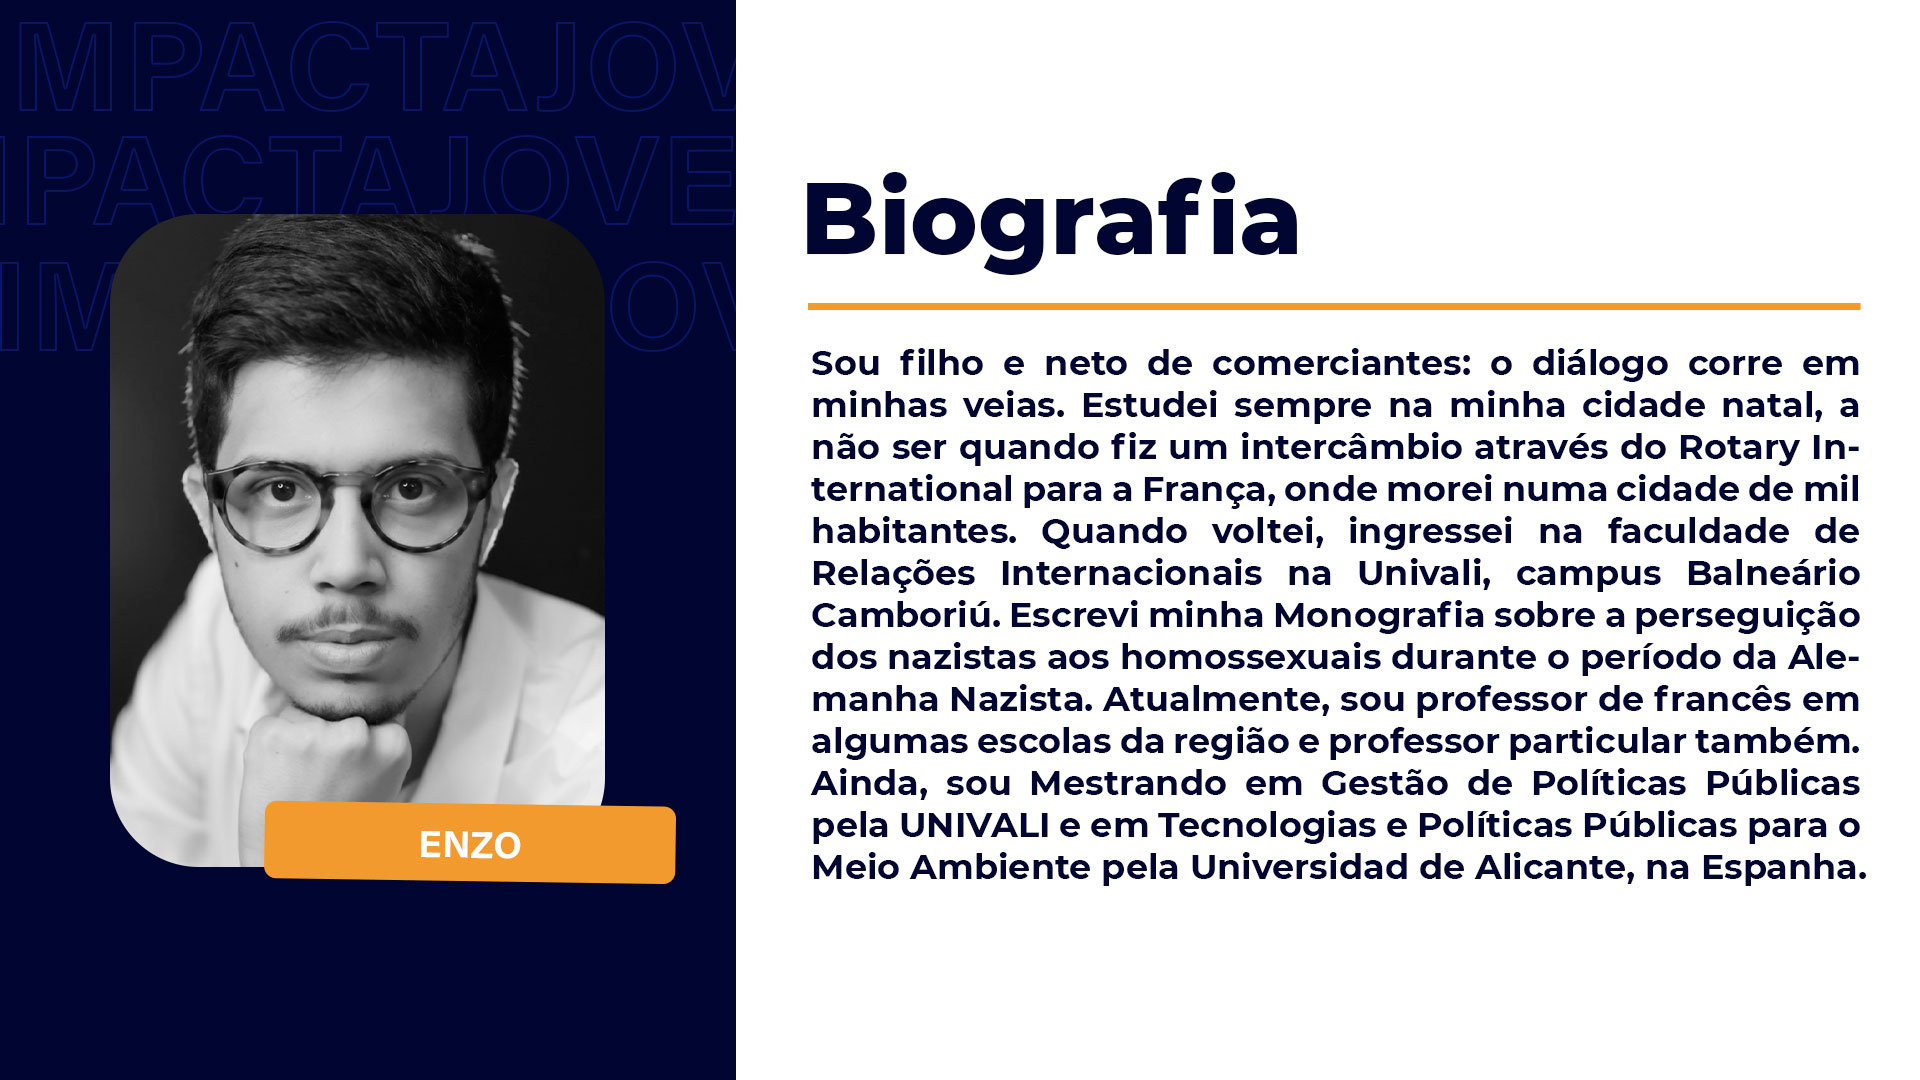 MPACTAJOV
MPACTAJOVE
IM OV
ENZO
Biografia
Sou filho e neto de comerciantes: o diálogo corre em
minhas veias. Estudei sempre na minha cidade natal, a
não ser quando fiz um intercâmbio através do Rotary In-
ternational para a França, onde morei numa cidade de mil
habitantes. Quando voltei, ingressei na faculdade de
Relações Internacionais na Univali, campus Balneário
Camboriú. Escrevi minha Monografia sobre a perseguição
dos nazistas aos homossexuais durante o período da Ale-
manha Nazista. Atualmente, sou professor de francês em
algumas escolas da região e professor particular também.
Ainda, sou Mestrando em Gestão de Políticas Públicas
pela UNIVALI e em Tecnologias e Políticas Públicas para o
Meio Ambiente pela Universidad de Alicante, na Espanha.